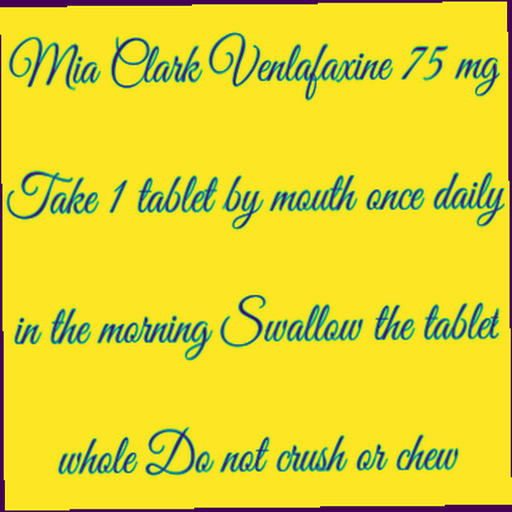 Mia Clark Venlafaxine 75 mg
Take 1 tablet by mouth once daily
in the morning Swallow the tablet
whole Do not crush or chew